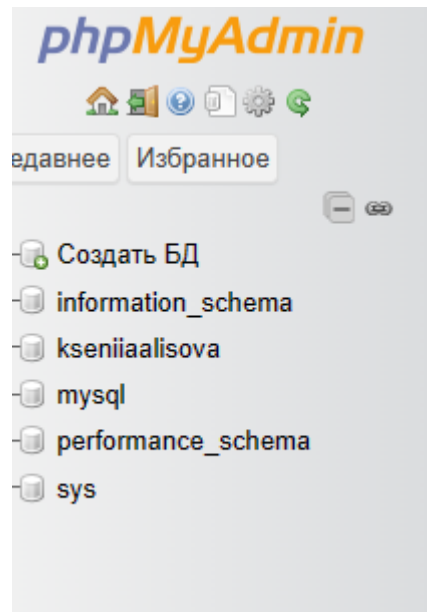 phpMyAdmin
едавнее Избранное
Создать БД
information_schema
kseniiaalisova
mysql
performance_schema
sys